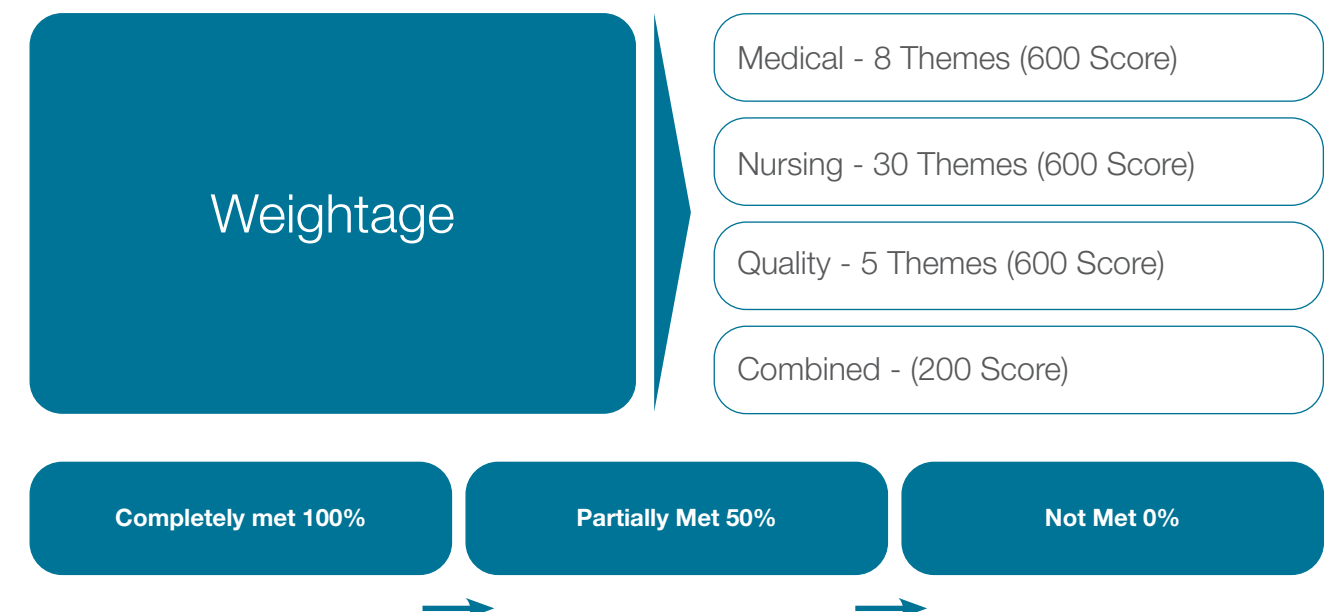 Weightage
Medical - 8 Themes (600 Score)
Nursing - 30 Themes (600 Score)
Quality - 5 Themes (600 Score)
Combined - (200 Score)
Completely met 100%
Partially Met 50%
Not Met 0%